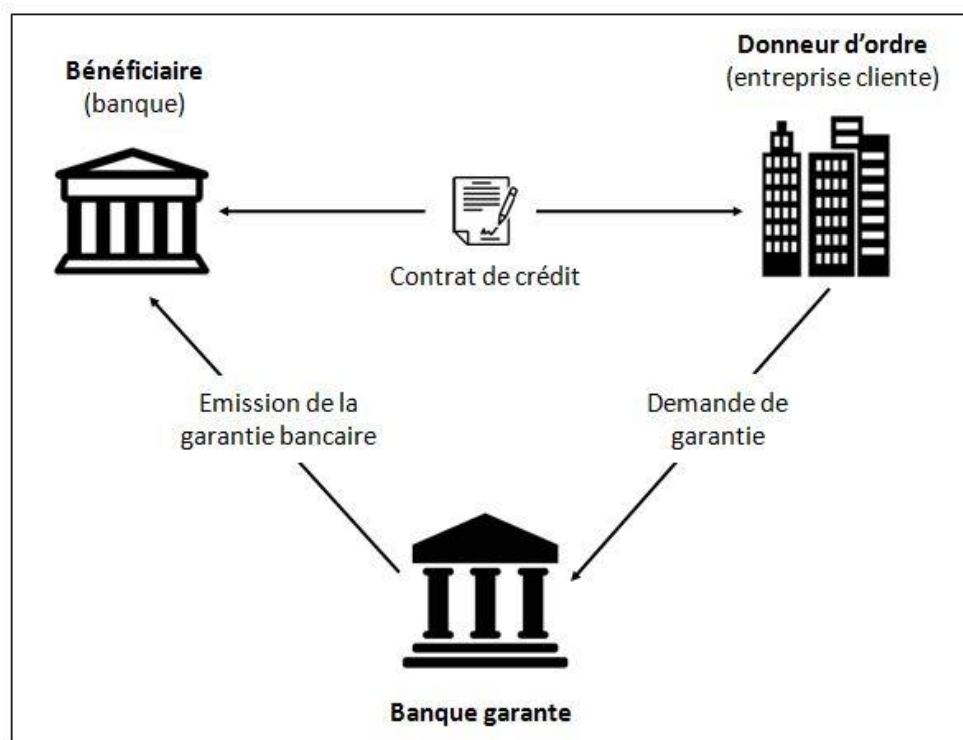 Bénéficiaire
(banque)
Donneur d’ordre
(entreprise cliente)
Contrat de crédit
Emission de la
garantie bancaire
Demande de
garantie
Banque garante